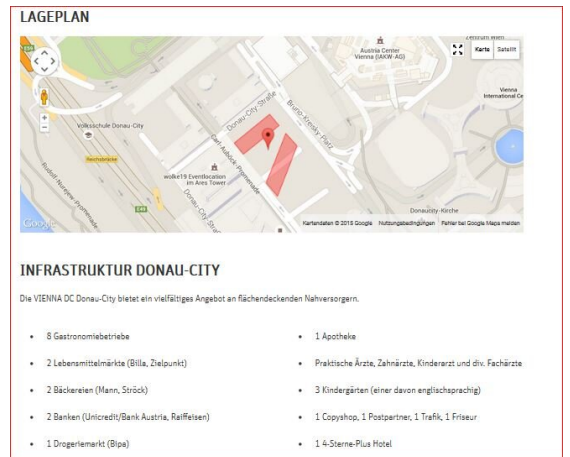 LAGEPLAN
Austria Center
Vienna (IAKW-AG)
Karte Satellit
Vienna
Volksschule Donau-City
Donau-City-Straße
Bruno-Kreisky-Platz
Reichsbrücke
Carl-Auböck-Promenade
wolke19 Eventlocation
im Ares Tower
Donau-City-Straße
Donaucity-Kirche
Google
Kartendaten © 2015 Google Nutzungsbedingungen Fehler bei Google Maps melden
INFRASTRUKTUR DONAU-CITY
Die VIENNA DC Donau-City bietet ein vielfältiges Angebot an flächendeckenden Nahversorgern.
• 8 Gastronomiebetriebe
• 2 Lebensmittelmärkte (Billa, Zielpunkt)
• 2 Bäckereien (Mann, Ströck)
• 2 Banken (Unicredit/Bank Austria, Raiffeisen)
• 1 Drogeriemarkt (Bipa)
• 1 Apotheke
• Praktische Ärzte, Zahnärzte, Kinderarzt und div. Fachärzte
• 3 Kindergärten (einer davon englischsprachig)
• 1 Copyshop, 1 Postpartner, 1 Trafik, 1 Friseur
• 1 4-Sterne-Plus Hotel